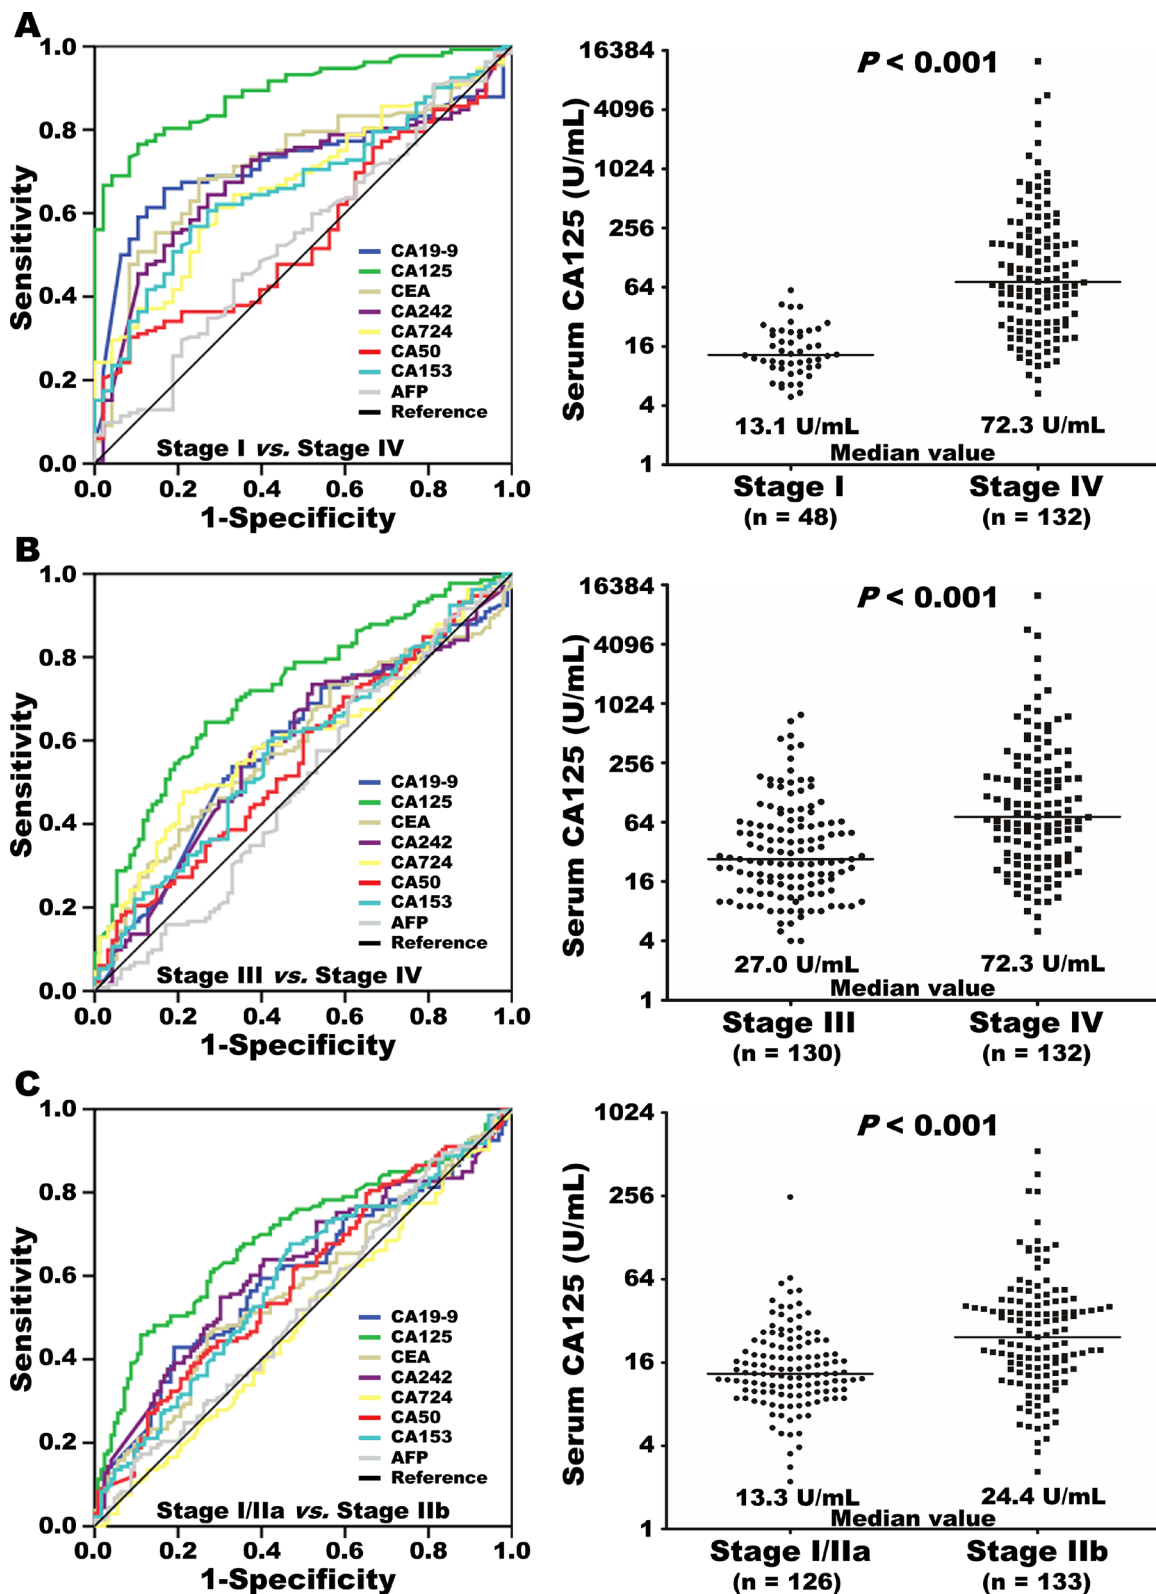 A
1.0
0.8
0.6
0.4
0.2
0.0
Sensitivity
CA19-9
CA125
CEA
CA242
CA724
CA50
CA153
AFP
Reference
Stage I vs. Stage IV
0.0 0.2 0.4 0.6 0.8 1.0
1-Specificity
16384
4096
1024
256
64
16
4
1
Serum CA125 (U/mL)
P < 0.001
13.1 U/mL 72.3 U/mL
Median value
Stage I Stage IV
(n = 48) (n = 132)
B
1.0
0.8
0.6
0.4
0.2
0.0
Sensitivity
CA19-9
CA125
CEA
CA242
CA724
CA50
CA153
AFP
Reference
Stage III vs. Stage IV
0.0 0.2 0.4 0.6 0.8 1.0
1-Specificity
16384
4096
1024
256
64
16
4
1
Serum CA125 (U/mL)
P < 0.001
27.0 U/mL 72.3 U/mL
Median value
Stage III Stage IV
(n = 130) (n = 132)
C
1.0
0.8
0.6
0.4
0.2
0.0
Sensitivity
CA19-9
CA125
CEA
CA242
CA724
CA50
CA153
AFP
Reference
Stage I/IIa vs. Stage IIb
0.0 0.2 0.4 0.6 0.8 1.0
1-Specificity
1024
256
64
16
4
1
Serum CA125 (U/mL)
P < 0.001
13.3 U/mL 24.4 U/mL
Median value
Stage I/IIa Stage IIb
(n = 126) (n = 133)